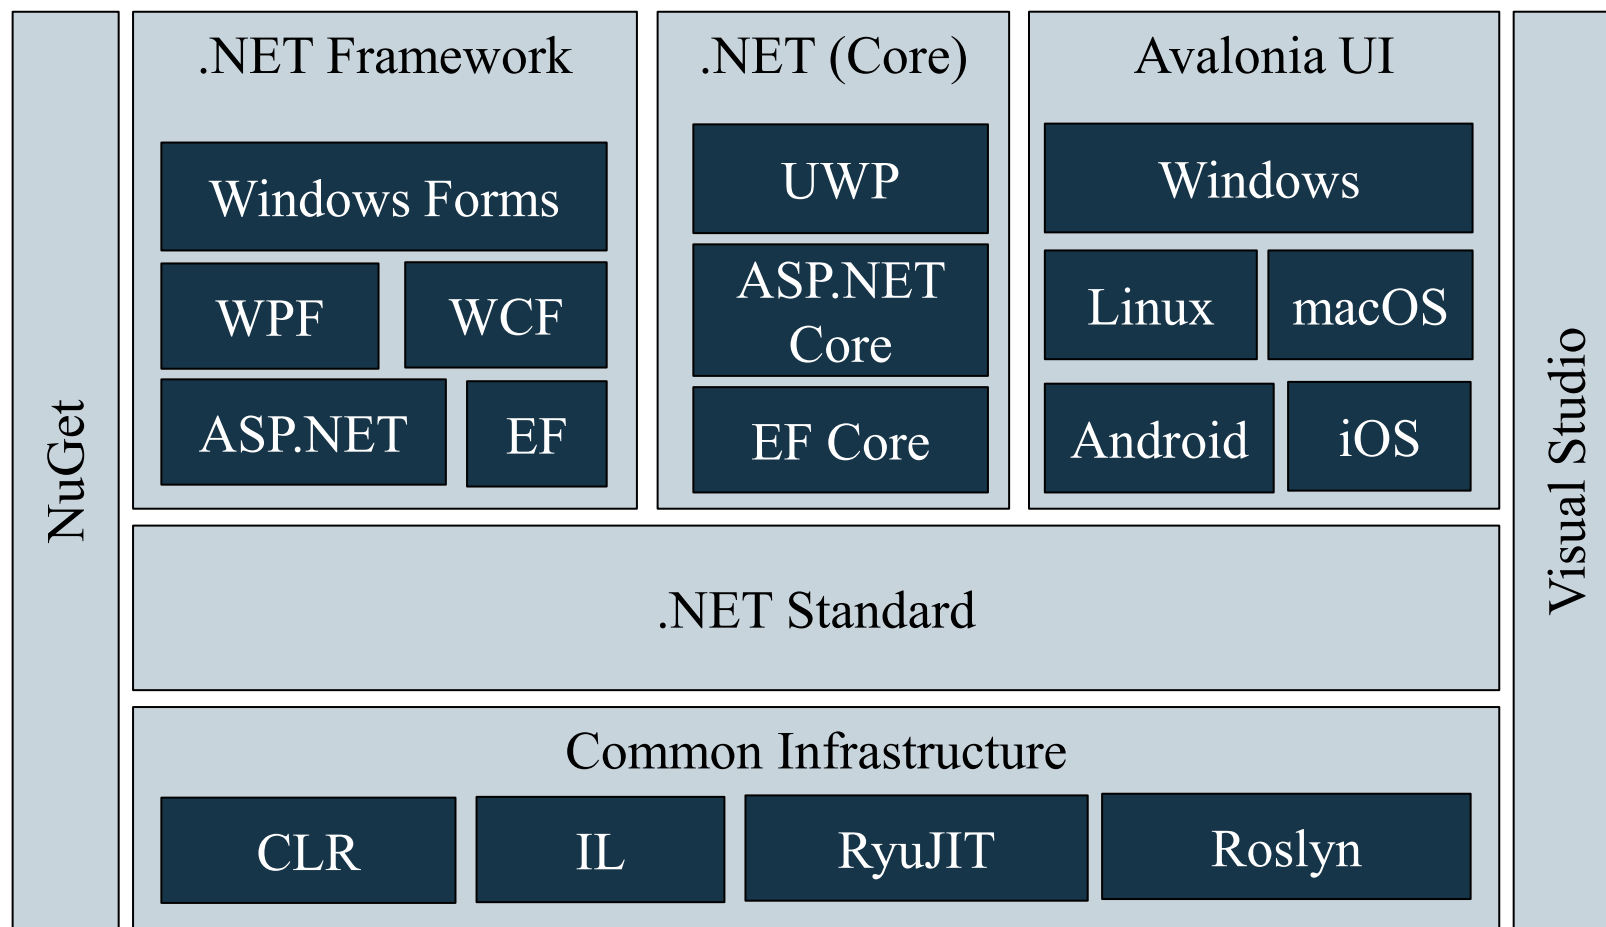 NuGet
.NET Framework
Windows Forms
WPF
WCF
ASP.NET
EF
.NET (Core)
UWP
ASP.NET
Core
EF Core
Avalonia UI
Windows
Linux
macOS
Android
iOS
Visual Studio
.NET Standard
Common Infrastructure
CLR
IL
RyuJIT
Roslyn